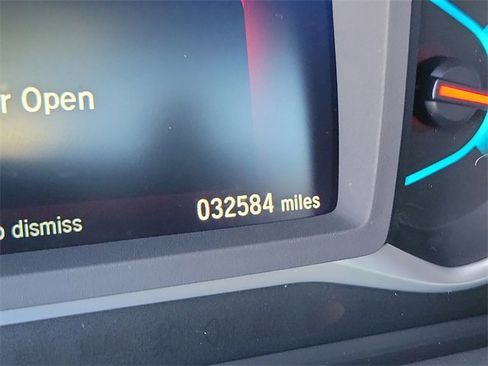 r Open
032584 miles
o dismiss